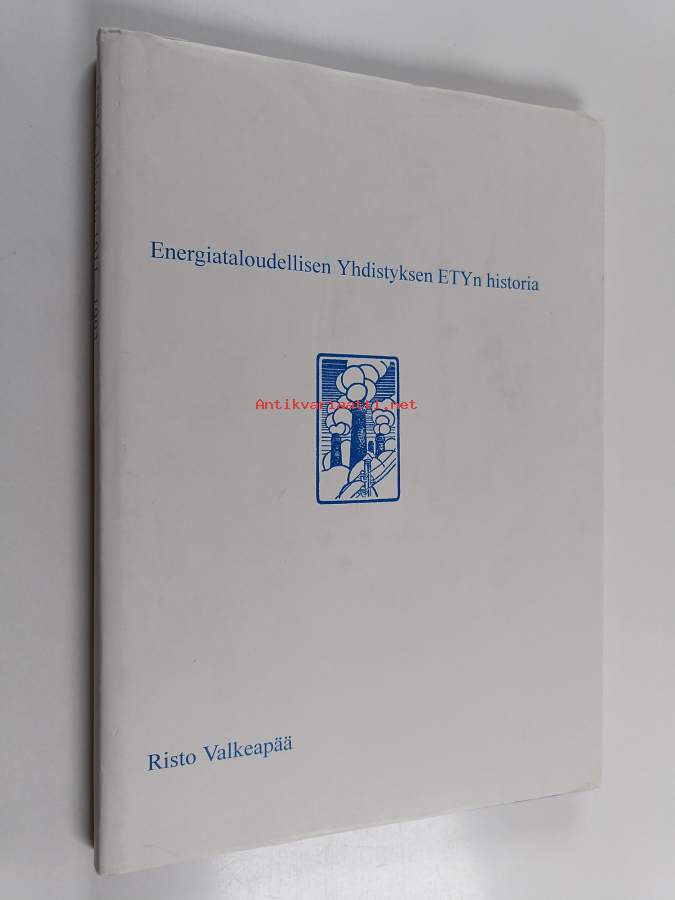 Energiataloudellisen Yhdistyksen ETYn historia
Antikvariaatti.net
Risto Valkeapää